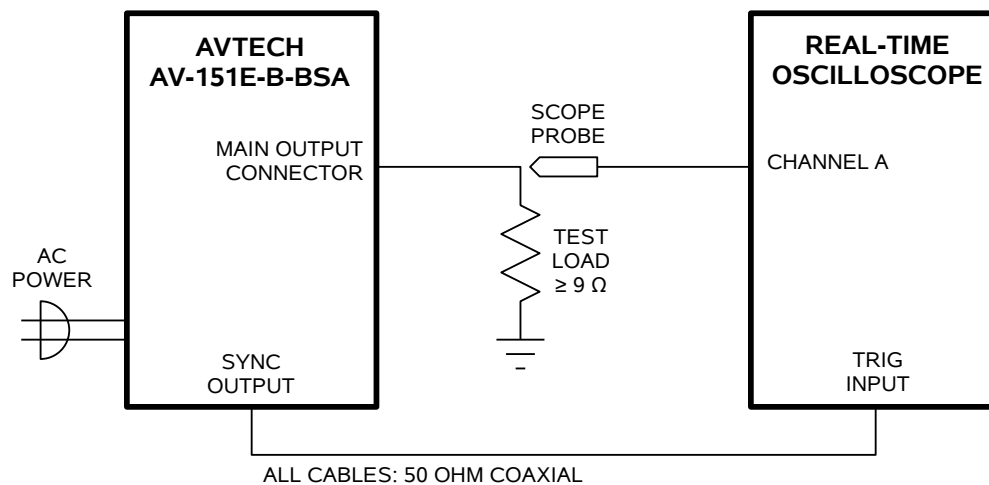 AVTECH
AV-151E-B-BSA
REAL-TIME
OSCILLOSCOPE
SCOPE
PROBE
MAIN OUTPUT
CONNECTOR
CHANNEL A
TEST
LOAD
≥ 9 Ω
AC
POWER
SYNC
OUTPUT
TRIG
INPUT
ALL CABLES: 50 OHM COAXIAL